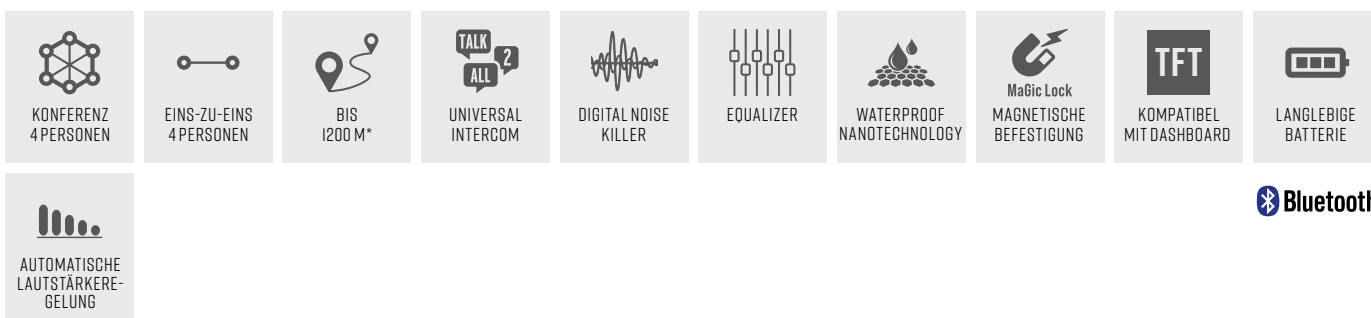 KONFERENZ
4 PERSONEN
EINS-ZU-EINS
4 PERSONEN
BIS
1200 M*
TALK
2
ALL
UNIVERSAL
INTERCOM
DIGITAL NOISE
KILLER
EQUALIZER
WATERPROOF
NANOTECHNOLOGY
MaGic Lock
MAGNETISCHE
BEFESTIGUNG
TFT
KOMPATIBEL
MIT DASHBOARD
LANGLEBIGE
BATTERIE
AUTOMATISCHE
LAUTSTÄRKERE-
GELUNG
Bluetooth